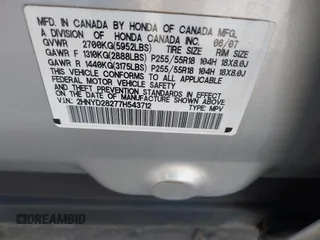 MFD. IN CANADA BY HONDA OF CANADA MFG.,
A DIVISION OF HONDA CANADA INC. 06/07
GVWR 2700KG(5952LBS) TIRE SIZE RIM SIZE
GAWR F 1310KG(2888LBS) P255/55R18 104H 18X8.0J
GAWR R 1440KG(3175LBS) P255/55R18 104H 18X8.0J
THIS VEHICLE CONFORMS TO ALL APPLICABLE FEDERAL
MOTOR VEHICLE SAFETY AND THEFT PREVENTION
STANDARDS IN EFFECT ON THE DATE OF MANUFACTURE
SHOWN ABOVE.
V.I.N.: 2HNYD28277H543712 TYPE: MPV
DREAMBID